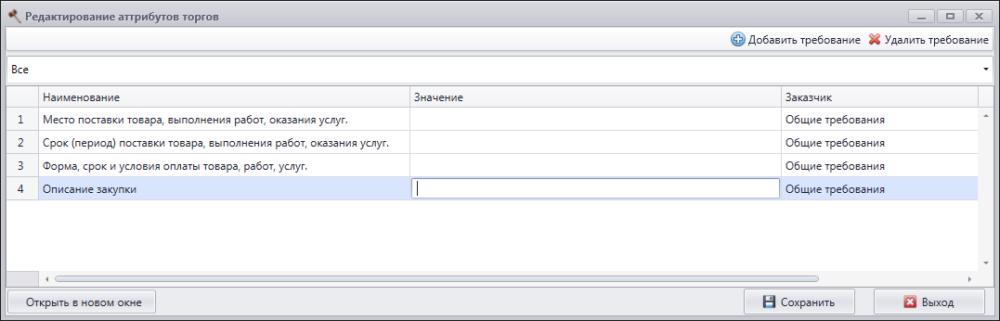 Редактирование аттрибутов торгов
Добавить требование Удалить требование
Все
Наименование Значение Заказчик
1 Место поставки товара, выполнения работ, оказания услуг. Общие требования
2 Срок (период) поставки товара, выполнения работ, оказания услуг. Общие требования
3 Форма, срок и условия оплаты товара, работ, услуг. Общие требования
4 Описание закупки Общие требования
Открыть в новом окне Сохранить Выход